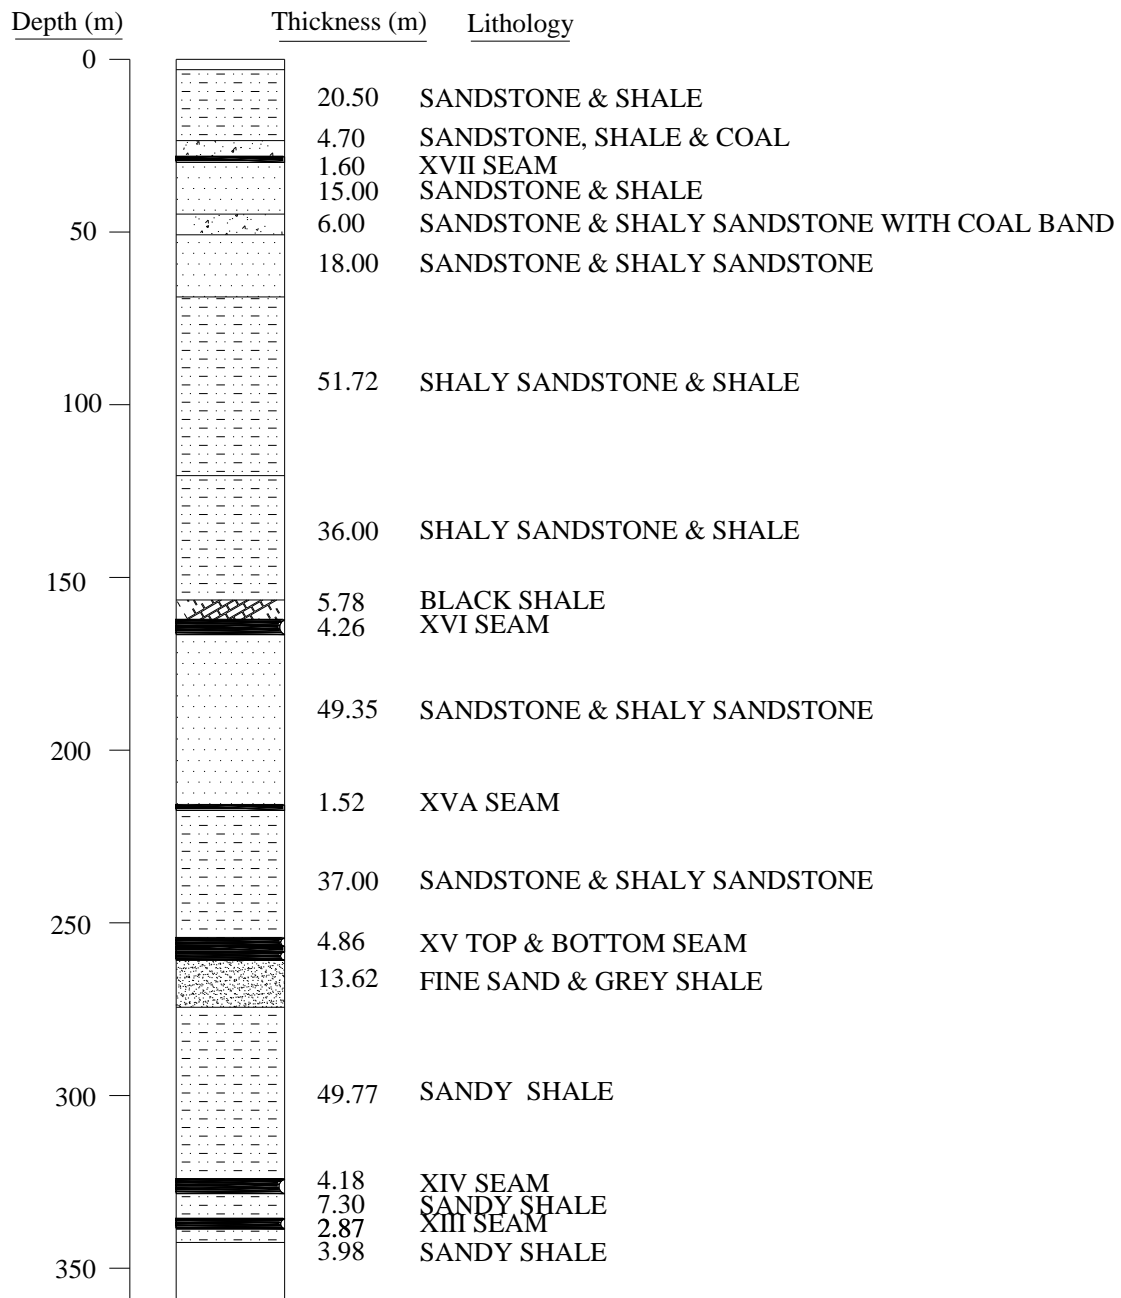 Depth (m) Thickness (m) Lithology
0
20.50 SANDSTONE & SHALE
4.70 SANDSTONE, SHALE & COAL
1.60 XVII SEAM
15.00 SANDSTONE & SHALE
6.00 SANDSTONE & SHALY SANDSTONE WITH COAL BAND
50
18.00 SANDSTONE & SHALY SANDSTONE
51.72 SHALY SANDSTONE & SHALE
100
36.00 SHALY SANDSTONE & SHALE
150
5.78 BLACK SHALE
4.26 XVI SEAM
49.35 SANDSTONE & SHALY SANDSTONE
200
1.52 XVA SEAM
37.00 SANDSTONE & SHALY SANDSTONE
250
4.86 XV TOP & BOTTOM SEAM
13.62 FINE SAND & GREY SHALE
300
49.77 SANDY SHALE
4.18 XIV SEAM
7.30 SANDY SHALE
2.87 XIII SEAM
3.98 SANDY SHALE
350